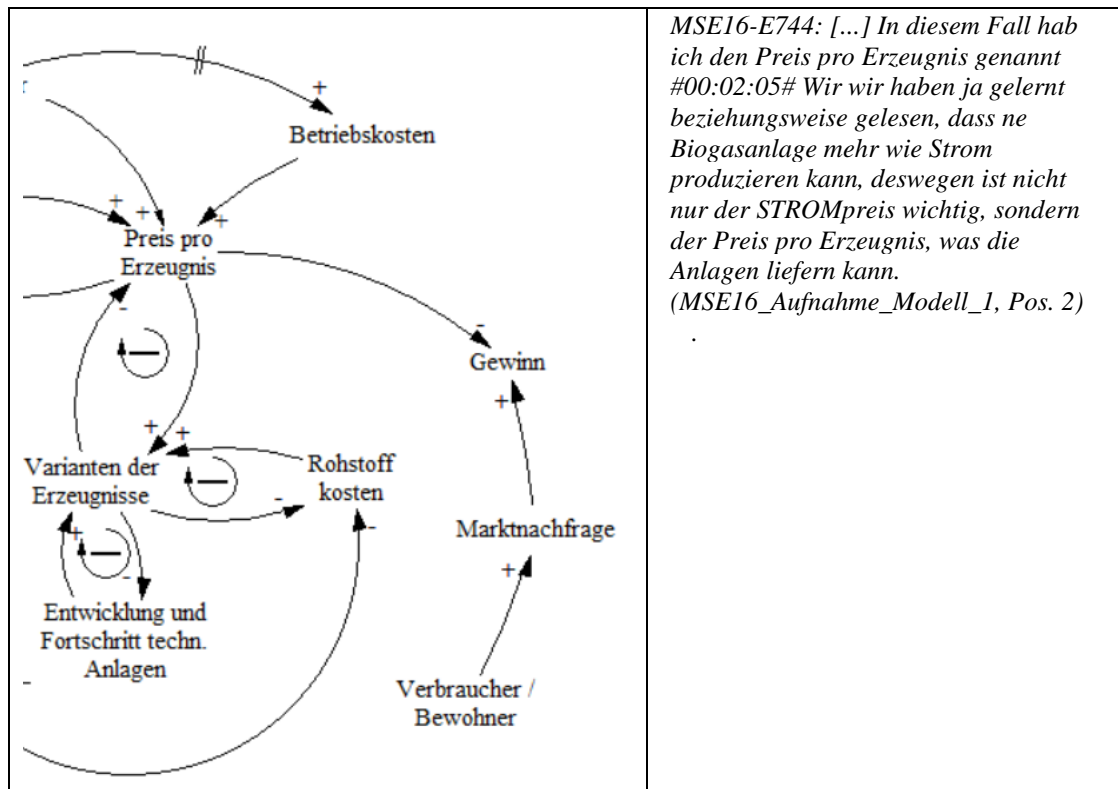 //
+
r
Betriebskosten
+ + +
Preis pro
Erzeugnis
-
-
Gewinn
+
+ +
Varianten der
Erzeugnisse
Rohstoff
kosten
-
-
Marktnachfrage
+
-
+
Entwicklung und
Fortschritt techn.
Anlagen
-
Verbraucher /
Bewohner
MSE16-E744: [...] In diesem Fall hab
ich den Preis pro Erzeugnis genannt
#00:02:05# Wir wir haben ja gelernt
beziehungsweise gelesen, dass ne
Biogasanlage mehr wie Strom
produzieren kann, deswegen ist nicht
nur der STROMpreis wichtig, sondern
der Preis pro Erzeugnis, was die
Anlagen liefern kann.
(MSE16_Aufnahme_Modell_1, Pos. 2)
.